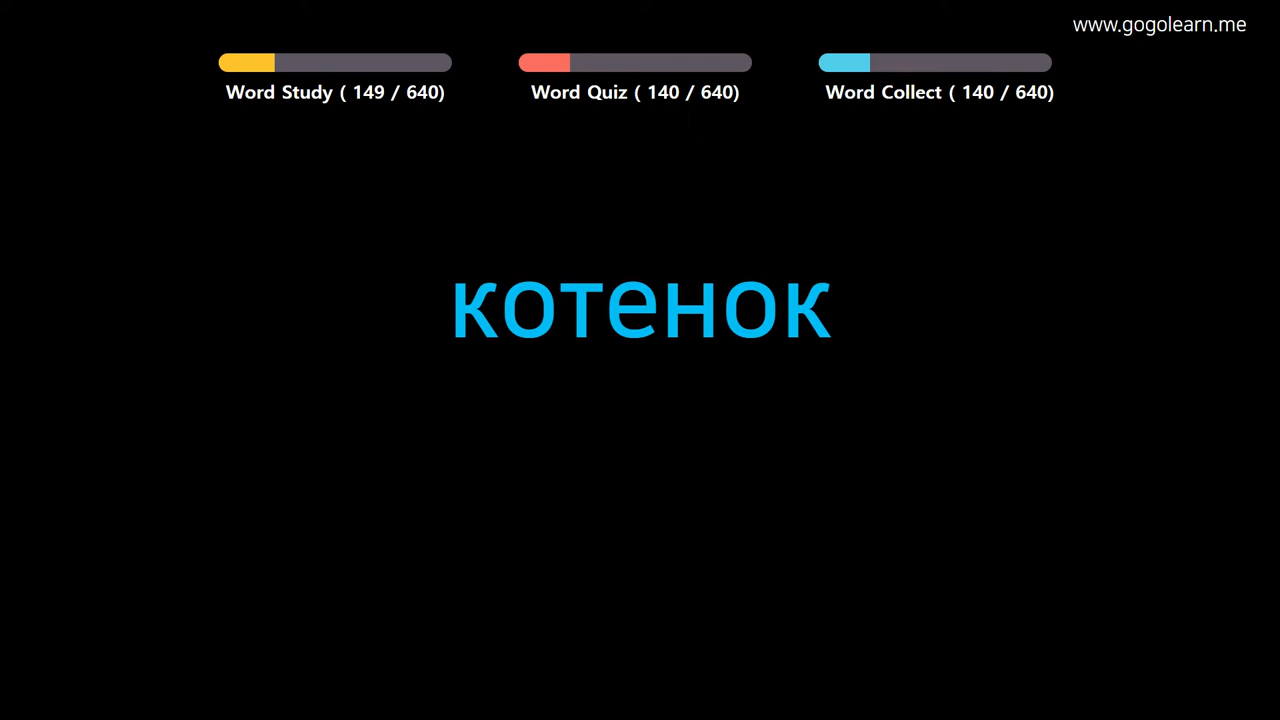 www.gogolearn.me
Word Study ( 149 / 640)
Word Quiz ( 140 / 640)
Word Collect ( 140 / 640)
котенок